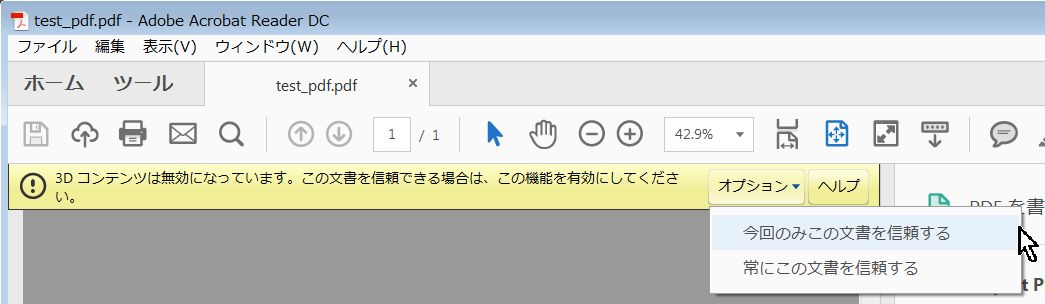 test_pdf.pdf - Adobe Acrobat Reader DC
ファイル 編集 表示(V) ウィンドウ(W) ヘルプ(H)
ホーム ツール test_pdf.pdf ×
1 / 1 42.9%
3D コンテンツは無効になっています。この文書を信頼できる場合は、この機能を有効にしてくださ
い。
オプション ヘルプ
PDF を書
今回のみこの文書を信頼する
常にこの文書を信頼する